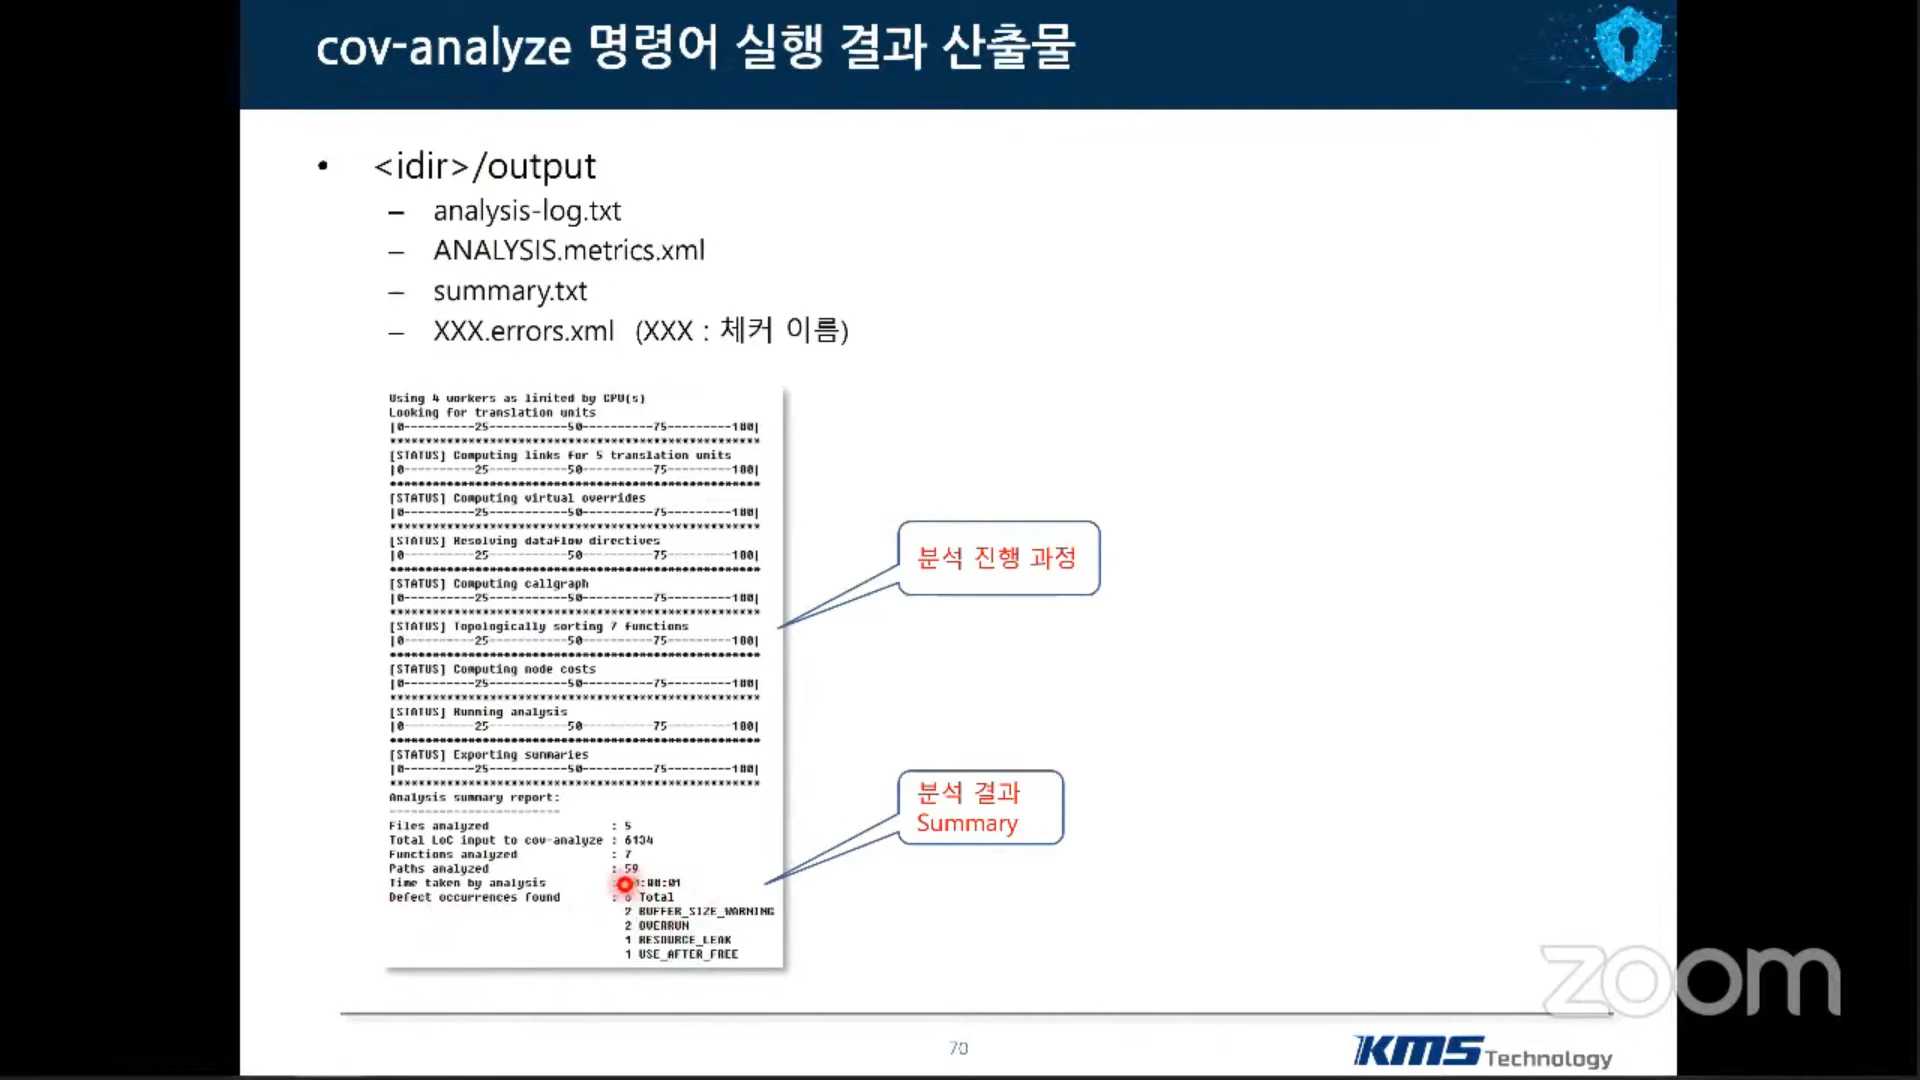 cov-analyze 명령어 실행 결과 산출물
• <idir>/output
– analysis-log.txt
– ANALYSIS.metrics.xml
– summary.txt
– XXX.errors.xml (XXX : 체커 이름)
Using 4 workers as limited by CPU(s)
Looking for translation units
|0----------25-----------50----------75---------100|
****************************************************
[STATUS] Computing links for 5 translation units
|0----------25-----------50----------75---------100|
****************************************************
[STATUS] Computing virtual overrides
|0----------25-----------50----------75---------100|
****************************************************
[STATUS] Resolving dataflow directives
|0----------25-----------50----------75---------100|
****************************************************
[STATUS] Computing callgraph
|0----------25-----------50----------75---------100|
****************************************************
[STATUS] Topologically sorting 7 functions
|0----------25-----------50----------75---------100|
****************************************************
[STATUS] Computing node costs
|0----------25-----------50----------75---------100|
****************************************************
[STATUS] Running analysis
|0----------25-----------50----------75---------100|
****************************************************
[STATUS] Exporting summaries
|0----------25-----------50----------75---------100|
****************************************************
Analysis summary report:
------------------------
Files analyzed : 5
Total LoC input to cov-analyze : 6134
Functions analyzed : 7
Paths analyzed : 59
Time taken by analysis :00:01
Defect occurrences found : 6 Total
2 BUFFER_SIZE_WARNING
2 OVERRUN
1 RESOURCE_LEAK
1 USE_AFTER_FREE
분석 진행 과정
분석 결과
Summary
zoom
70
KMS Technology